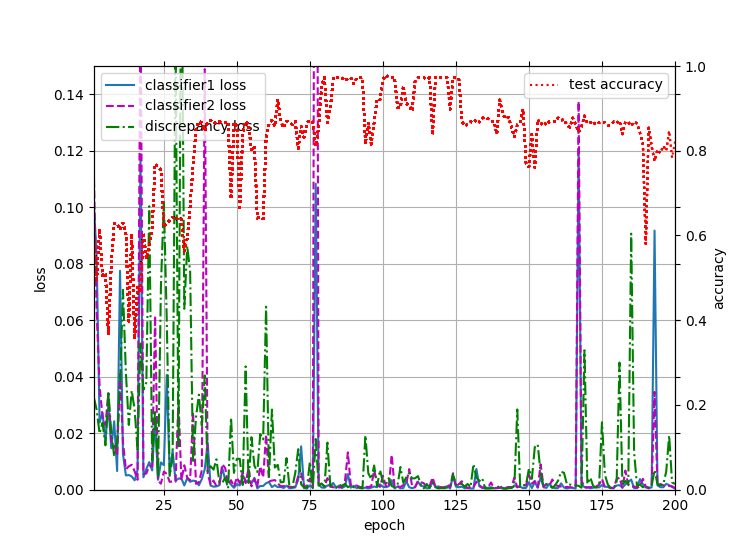 classifier1 loss
classifier2 loss
discrepancy loss
test accuracy
0.14
0.12
0.10
0.08
0.06
0.04
0.02
0.00
loss
1.0
0.8
0.6
0.4
0.2
0.0
accuracy
25 50 75 100 125 150 175 200
epoch